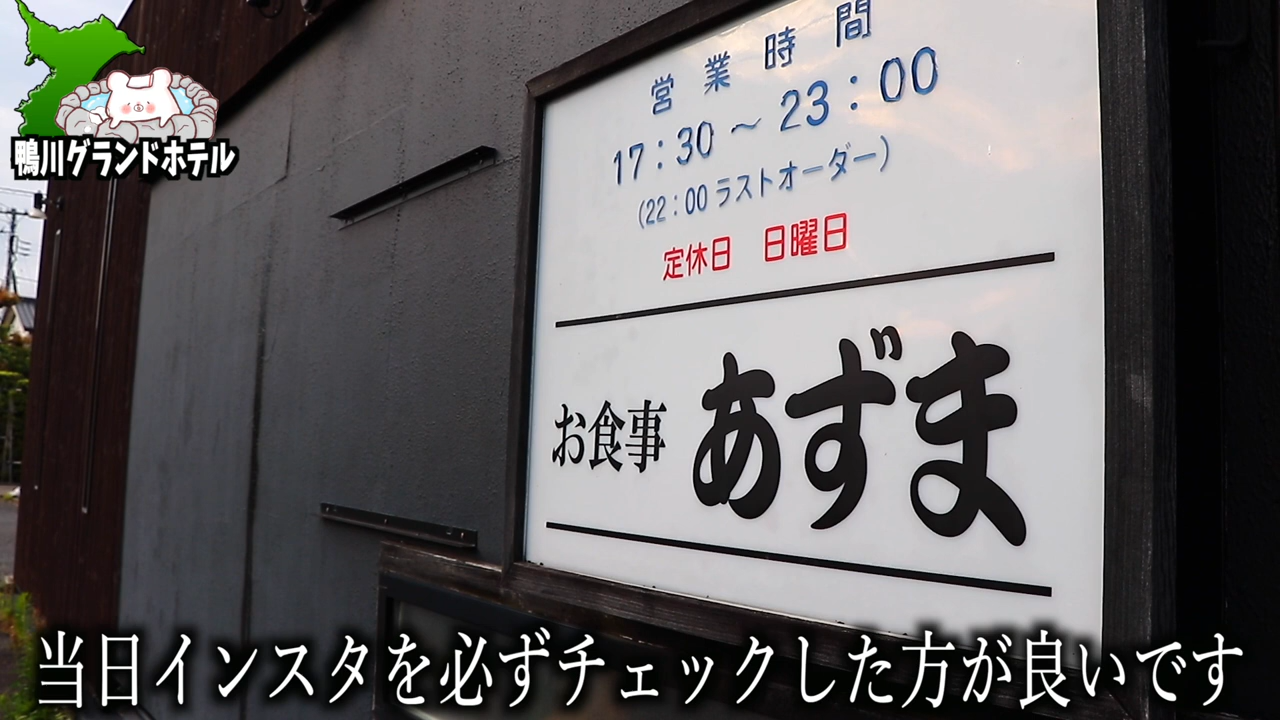 鴨川グランドホテル
営業時間
17:30～23:00
(22:00ラストオーダー)
定休日 日曜日
お食事 あずま
当日インスタを必ずチェックした方が良いです